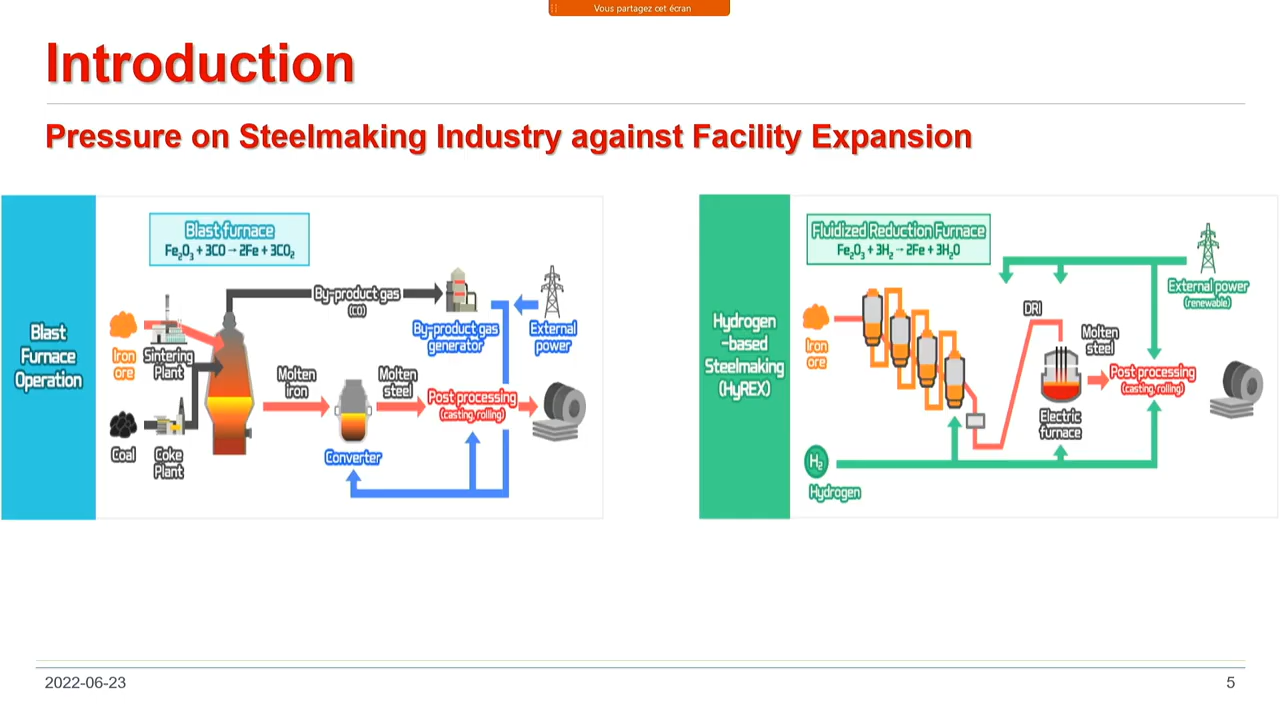 Vous partagez cet écran
Introduction
Pressure on Steelmaking Industry against Facility Expansion
Blast
Furnace
Operation
Blast furnace
Fe₂O₃ + 3CO → 2Fe + 3CO₂
By-product gas
(CO)
By-product gas
generator
External
power
Iron
ore
Sintering
Plant
Molten
iron
Molten
steel
Post processing
(casting, rolling)
Coal
Coke
Plant
Converter
Hydrogen
-based
Steelmaking
(HyREX)
Fluidized Reduction Furnace
Fe₂O₃ + 3H₂ → 2Fe + 3H₂O
External power
(renewable)
Iron
ore
DRI
Molten
steel
Post processing
(casting, rolling)
Electric
furnace
H₂
Hydrogen
2022-06-23
5